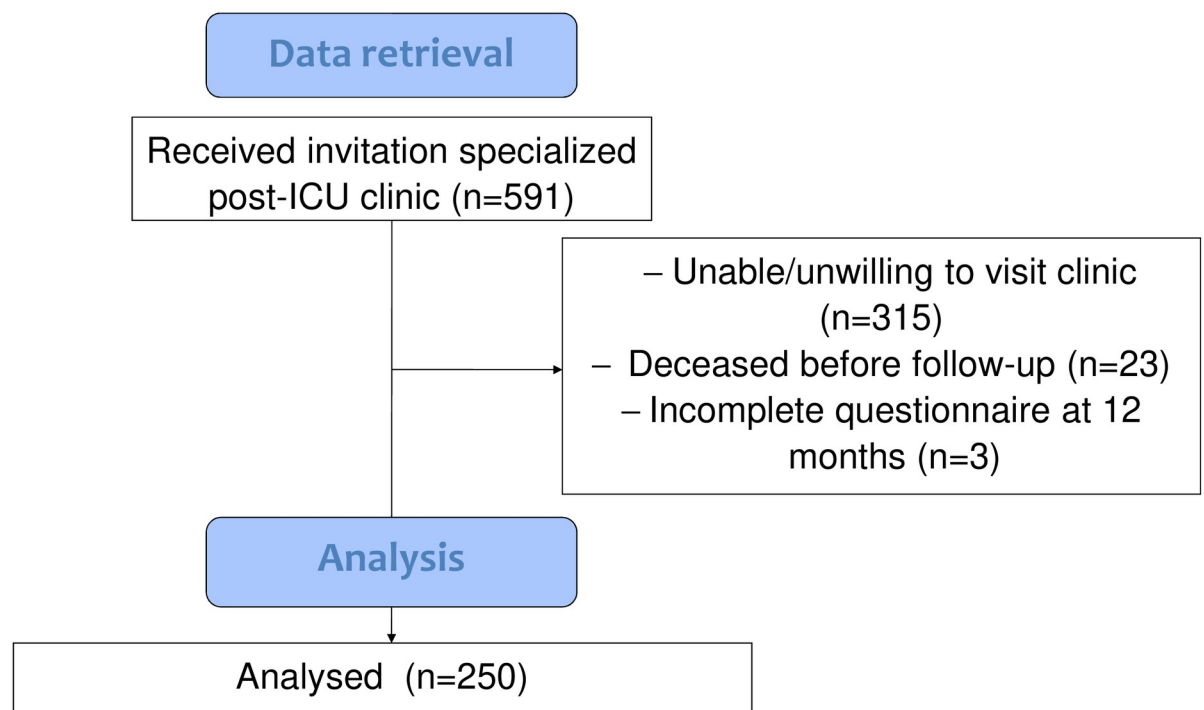 Data retrieval
Received invitation specialized
post-ICU clinic (n=591)
– Unable/unwilling to visit clinic
(n=315)
– Deceased before follow-up (n=23)
– Incomplete questionnaire at 12
months (n=3)
Analysis
Analysed (n=250)